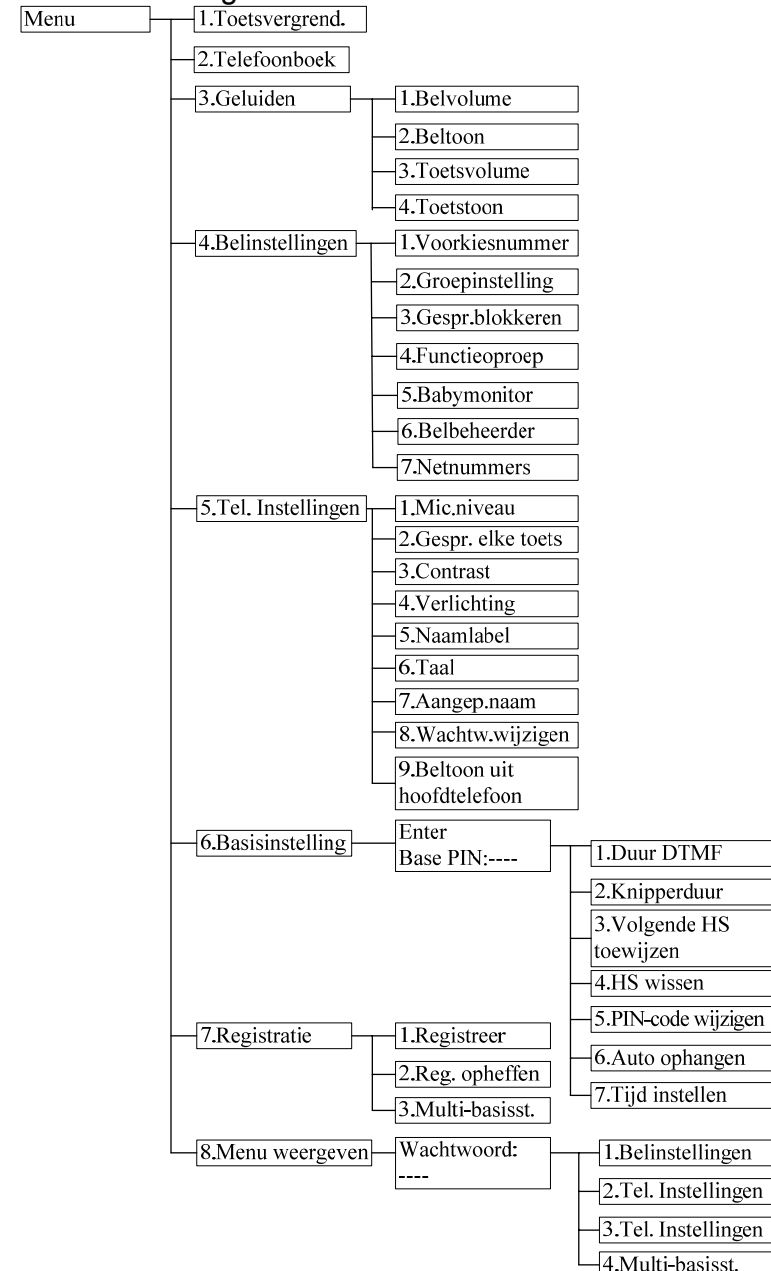 Menu
1.Toetsvergrend.
2.Telefoonboek
3.Geluiden
1.Belvolume
2.Beltoon
3.Toetsvolume
4.Toetstoon
4.Belinstellingen
1.Voorkiesnummer
2.Groepinstelling
3.Gespr.blokkeren
4.Functieoproep
5.Babymonitor
6.Belbeheerder
7.Netnummers
5.Tel. Instellingen
1.Mic.niveau
2.Gespr. elke toets
3.Contrast
4.Verlichting
5.Naamlabel
6.Taal
7.Aangep.naam
8.Wachtw.wijzigen
9.Beltoon uit
hoofdtelefoon
6.Basisinstelling
Enter
Base PIN:----
1.Duur DTMF
2.Knipperduur
3.Volgende HS
toewijzen
4.HS wissen
5.PIN-code wijzigen
6.Auto ophangen
7.Tijd instellen
7.Registratie
1.Registreer
2.Reg. opheffen
3.Multi-basisst.
8.Menu weergeven
Wachtwoord:
----
1.Belinstellingen
2.Tel. Instellingen
3.Tel. Instellingen
4.Multi-basisst.